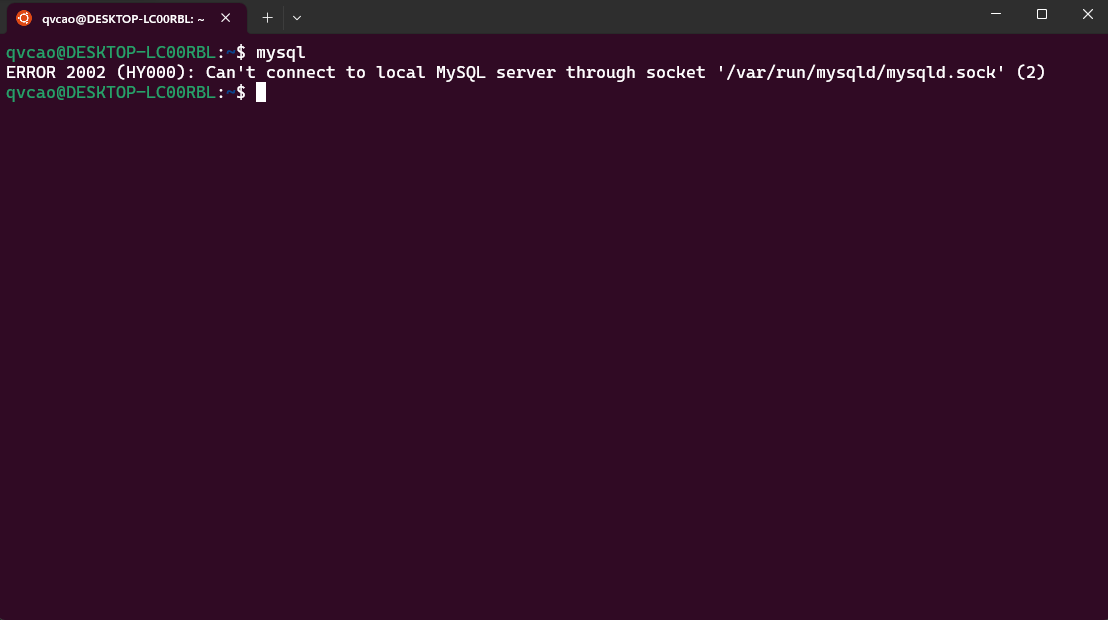 qvcao@DESKTOP-LC00RBL: ~
qvcao@DESKTOP-LC00RBL:~$ mysql
ERROR 2002 (HY000): Can't connect to local MySQL server through socket '/var/run/mysqld/mysqld.sock' (2)
qvcao@DESKTOP-LC00RBL:~$